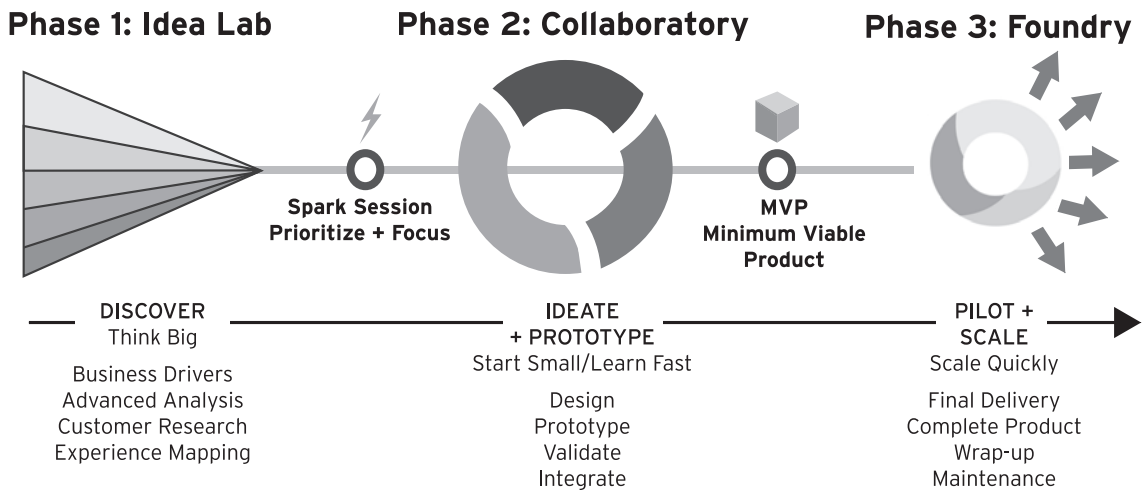 Phase 1: Idea Lab
Phase 2: Collaboratory
Phase 3: Foundry
Spark Session
Prioritize + Focus
MVP
Minimum Viable
Product
DISCOVER
Think Big
Business Drivers
Advanced Analysis
Customer Research
Experience Mapping
IDEATE
+ PROTOTYPE
Start Small/Learn Fast
Design
Prototype
Validate
Integrate
PILOT +
SCALE
Scale Quickly
Final Delivery
Complete Product
Wrap-up
Maintenance